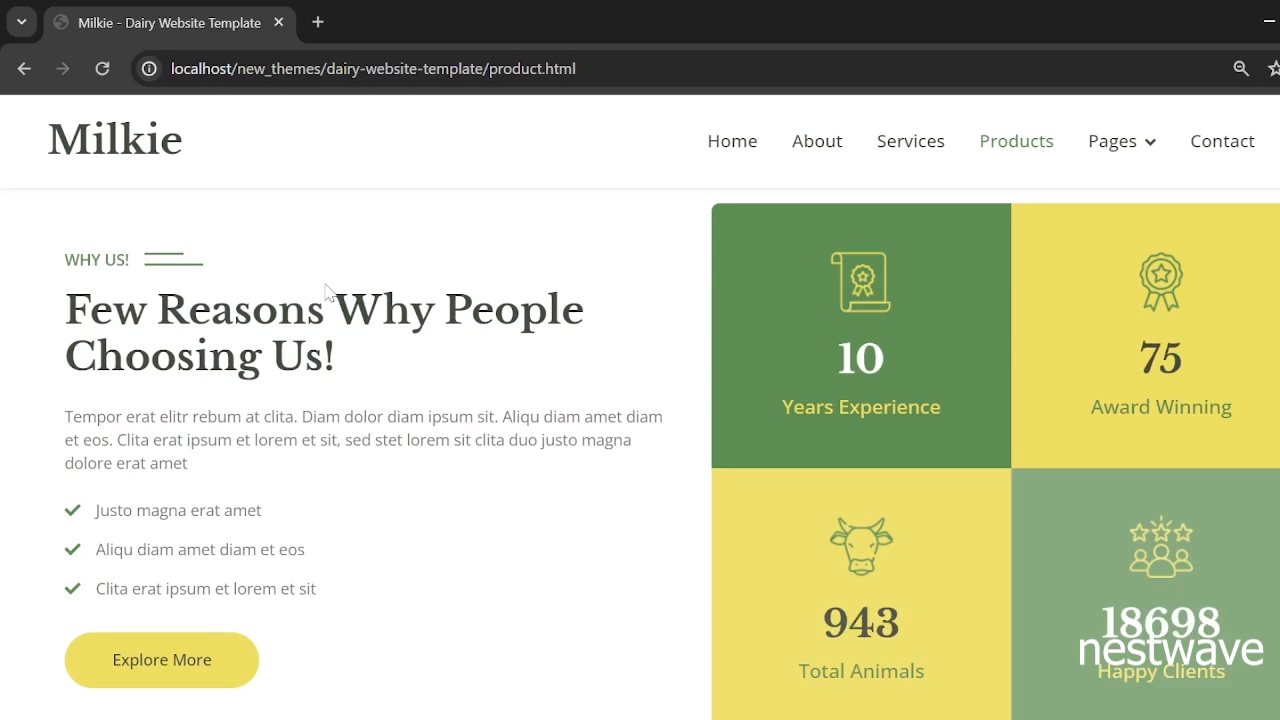 Milkie - Dairy Website Template
localhost/new_themes/dairy-website-template/product.html
Milkie
Home About Services Products Pages Contact
WHY US!
Few Reasons Why People
Choosing Us!
Tempor erat elitr rebum at clita. Diam dolor diam ipsum sit. Aliqu diam amet diam
et eos. Clita erat ipsum et lorem et sit, sed stet lorem sit clita duo justo magna
dolore erat amet
Justo magna erat amet
Aliqu diam amet diam et eos
Clita erat ipsum et lorem et sit
Explore More
10
Years Experience
75
Award Winning
943
Total Animals
18698
Happy Clients
nestwave